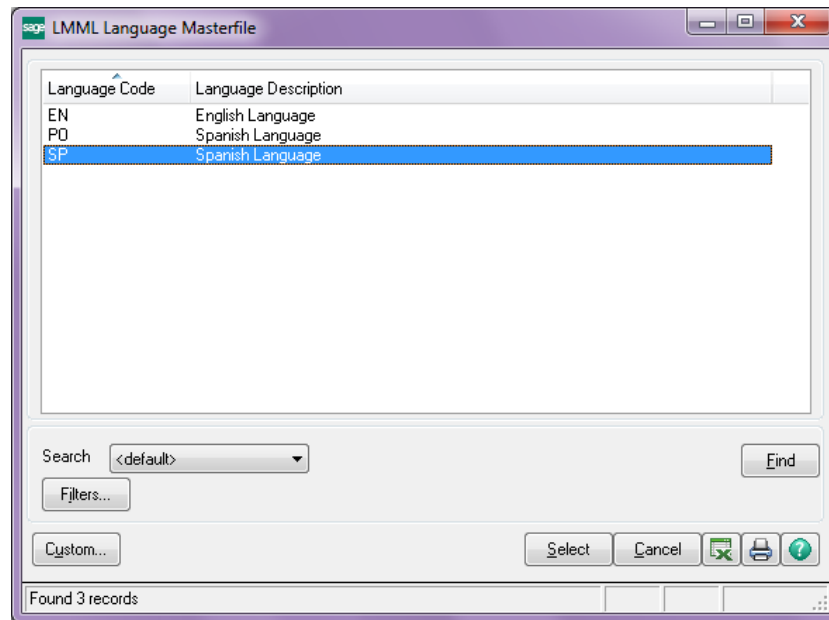 sage LMML Language Masterfile
Language Code Language Description
EN English Language
PO Spanish Language
SP Spanish Language
Search <default> Find
Filters...
Custom... Select Cancel
Found 3 records